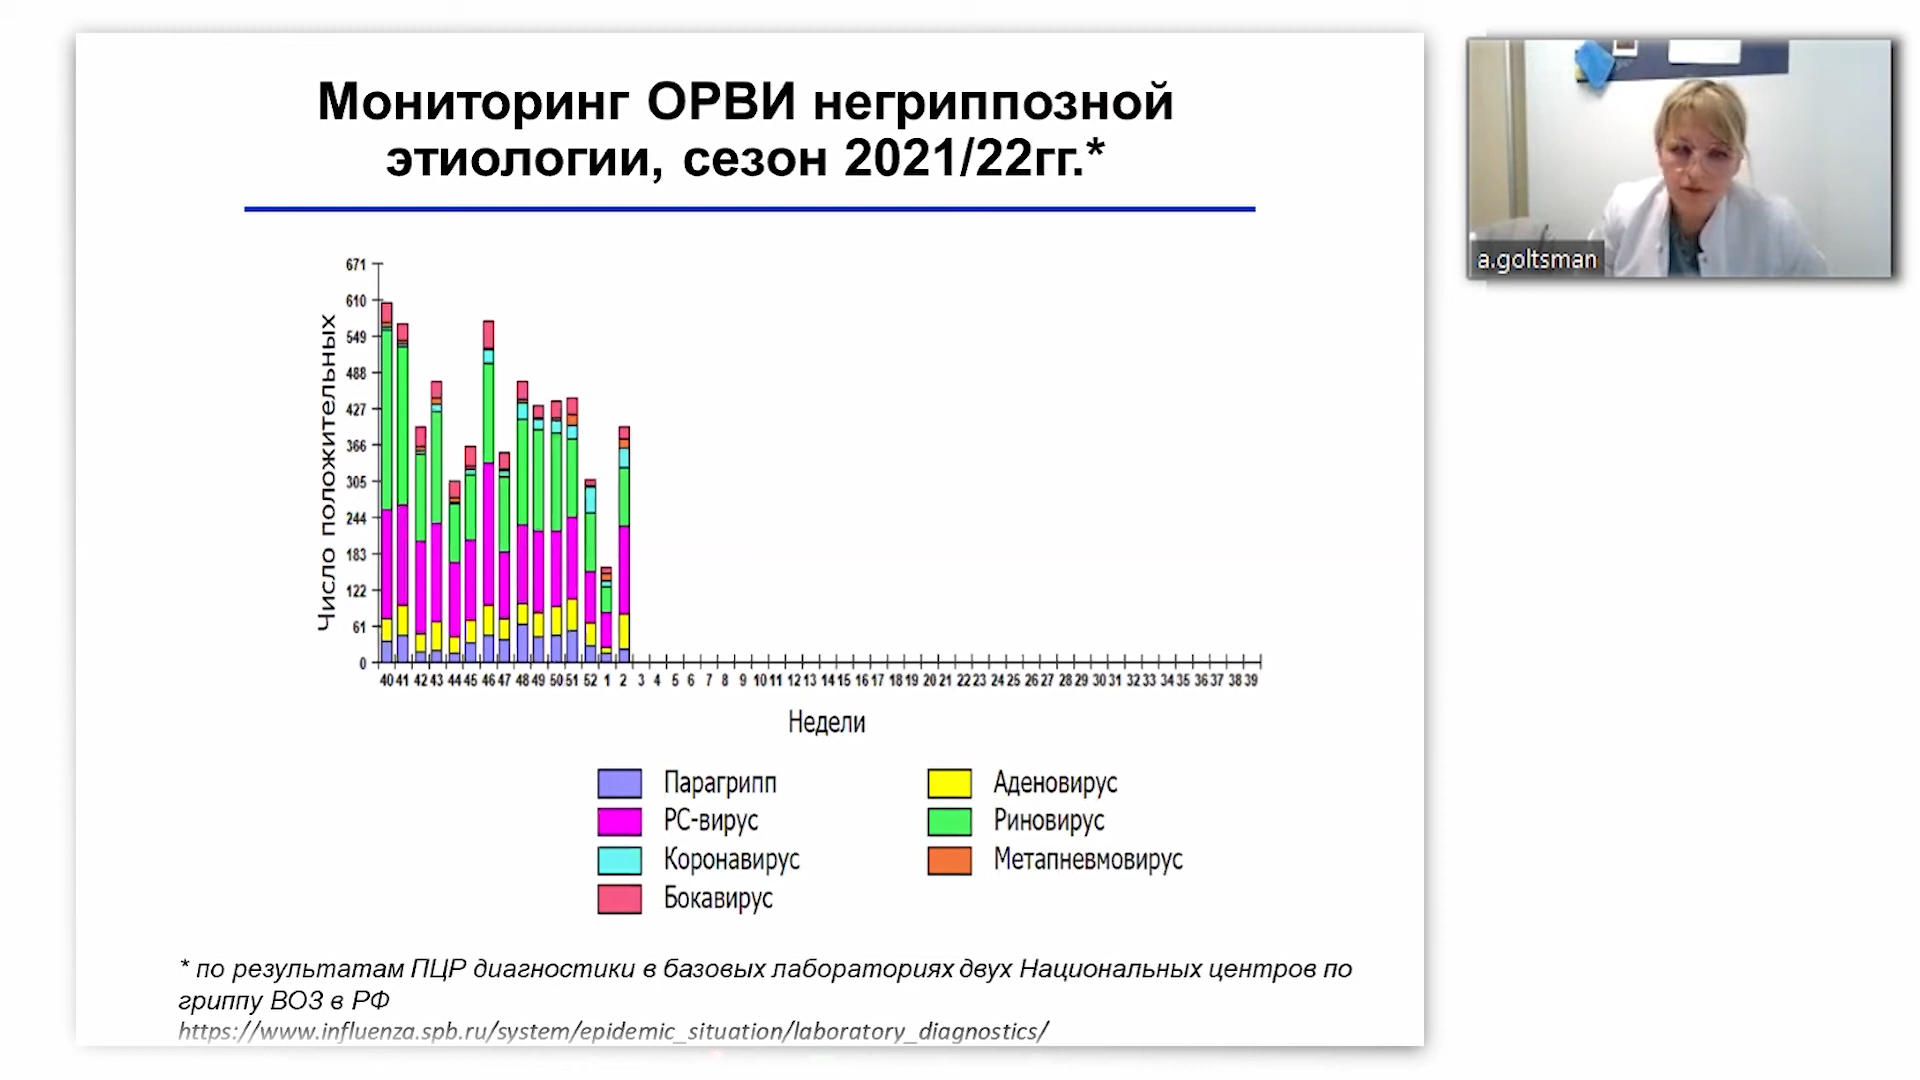 Мониторинг ОРВИ негриппозной
этиологии, сезон 2021/22гг.*
a.goltsman
Число положительных
671
610
549
488
427
366
305
244
183
122
61
0
40 41 42 43 44 45 46 47 48 49 50 51 52 1 2 3 4 5 6 7 8 9 10 11 12 13 14 15 16 17 18 19 20 21 22 23 24 25 26 27 28 29 30 31 32 33 34 35 36 37 38 39
Недели
Парагрипп
Аденовирус
РС-вирус
Риновирус
Коронавирус
Метапневмовирус
Бокавирус
* по результатам ПЦР диагностики в базовых лабораториях двух Национальных центров по
гриппу ВОЗ в РФ
https://www.influenza.spb.ru/system/epidemic_situation/laboratory_diagnostics/